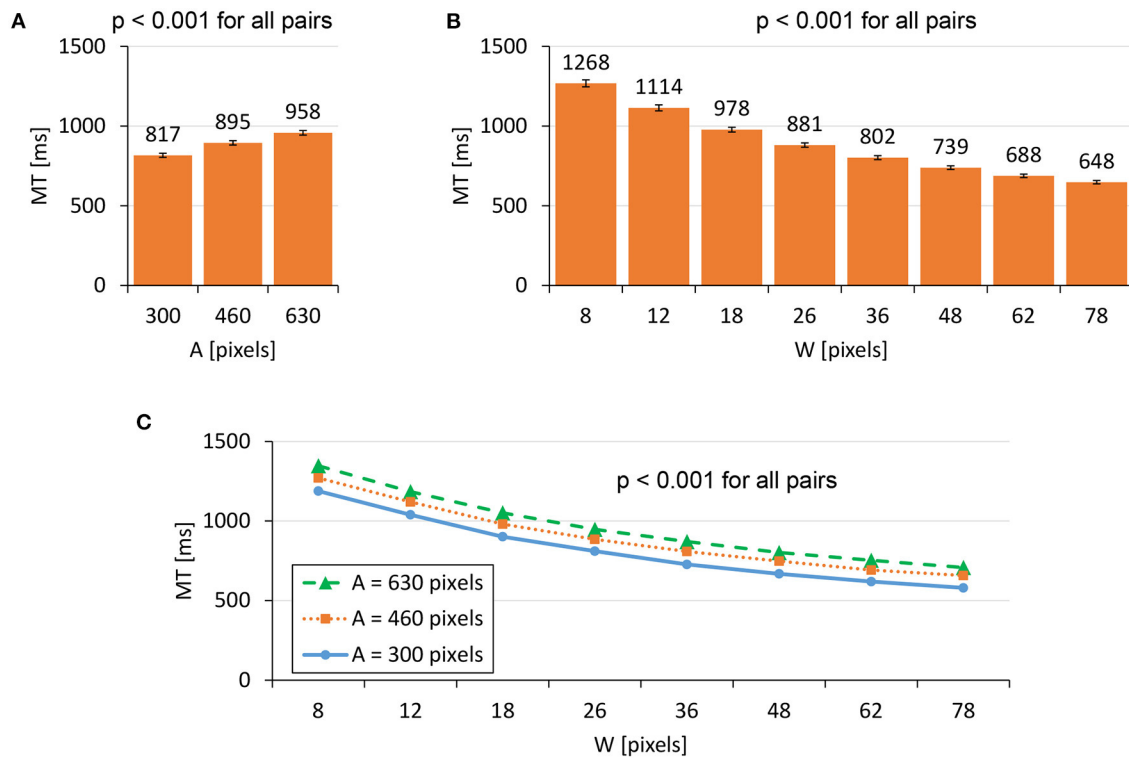 A
p < 0.001 for all pairs
1500
1000
500
0
MT [ms]
817
895
958
300 460 630
A [pixels]
B
p < 0.001 for all pairs
1500
1000
500
0
MT [ms]
1268
1114
978
881
802
739
688
648
8 12 18 26 36 48 62 78
W [pixels]
C
1500
1000
500
0
MT [ms]
p < 0.001 for all pairs
A = 630 pixels
A = 460 pixels
A = 300 pixels
8 12 18 26 36 48 62 78
W [pixels]